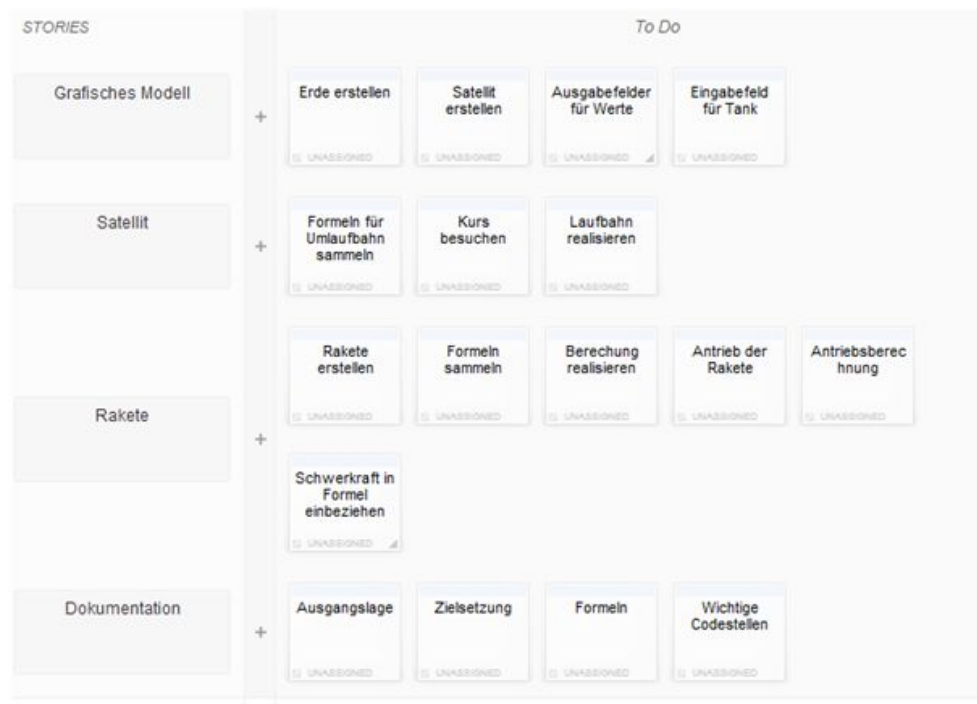 STORIES
To Do
Grafisches Modell
Erde erstellen
UNASSIGNED
Satellit
erstellen
UNASSIGNED
Ausgabefelder
für Werte
UNASSIGNED
Eingabefeld
für Tank
UNASSIGNED
Satellit
Formeln für
Umlaufbahn
sammeln
UNASSIGNED
Kurs
besuchen
UNASSIGNED
Laufbahn
realisieren
UNASSIGNED
Rakete
Rakete
erstellen
UNASSIGNED
Formeln
sammeln
UNASSIGNED
Berechung
realisieren
UNASSIGNED
Antrieb der
Rakete
UNASSIGNED
Antriebsberec
hnung
UNASSIGNED
Schwerkraft in
Formel
einbeziehen
UNASSIGNED
Dokumentation
Ausgangslage
UNASSIGNED
Zielsetzung
UNASSIGNED
Formeln
UNASSIGNED
Wichtige
Codestellen
UNASSIGNED